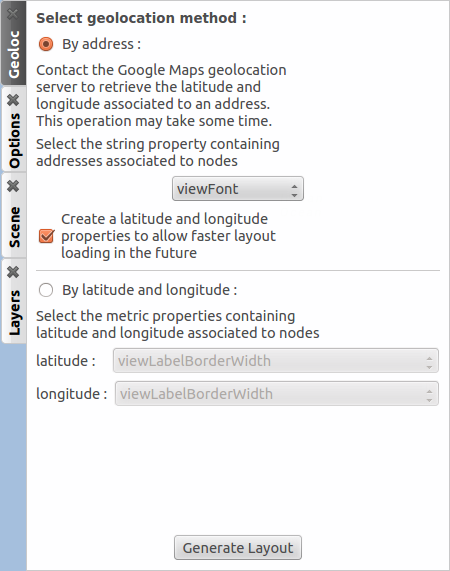 Geoloc
Options
Scene
Layers
Select geolocation method :
By address :
Contact the Google Maps geolocation
server to retrieve the latitude and
longitude associated to an address.
This operation may take some time.
Select the string property containing
addresses associated to nodes
viewFont
Create a latitude and longitude
properties to allow faster layout
loading in the future
By latitude and longitude :
Select the metric properties containing
latitude and longitude associated to nodes
latitude : viewLabelBorderWidth
longitude : viewLabelBorderWidth
Generate Layout